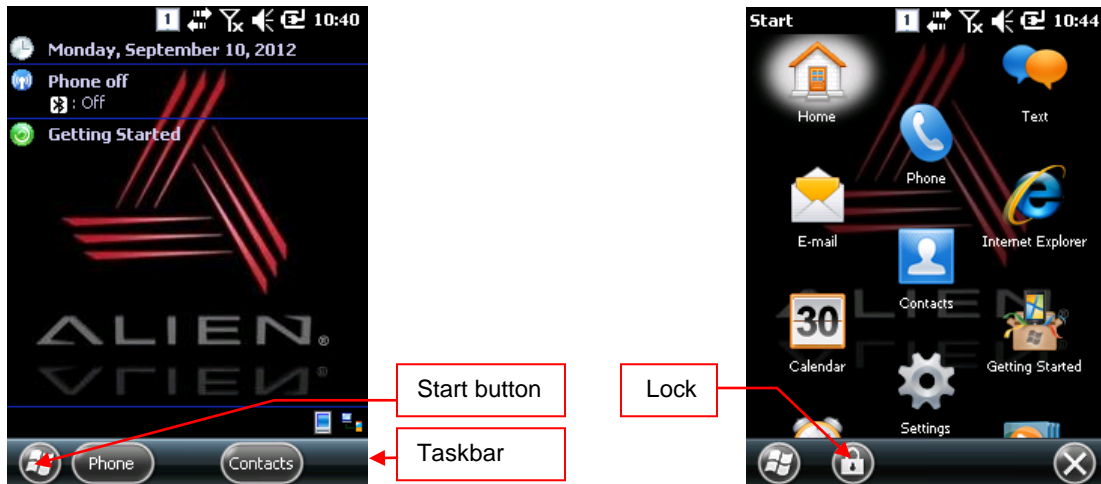 1 10:40
Monday, September 10, 2012
Phone off
: Off
Getting Started
ALIEN®
Phone Contacts
Start button
Taskbar
Start 1 10:44
Home
Text
Phone
E-mail
Internet Explorer
Contacts
ALIEN®
30
Calendar
Getting Started
Settings
Lock